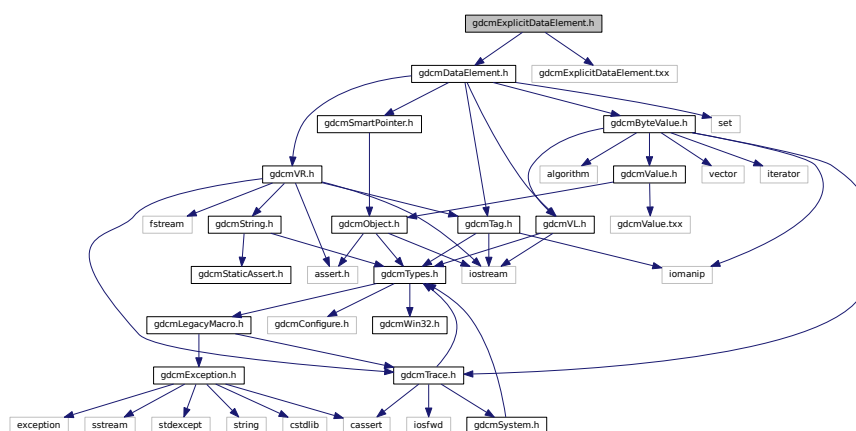 gdcmExplicitDataElement.h
gdcmDataElement.h
gdcmExplicitDataElement.txx
gdcmSmartPointer.h
gdcmByteValue.h
set
gdcmVR.h
algorithm
gdcmValue.h
vector
iterator
fstream
gdcmString.h
gdcmObject.h
gdcmTag.h
gdcmVL.h
gdcmValue.txx
gdcmStaticAssert.h
assert.h
gdcmTypes.h
iostream
iomanip
gdcmLegacyMacro.h
gdcmConfigure.h
gdcmWin32.h
gdcmException.h
gdcmTrace.h
exception
sstream
stdexcept
string
cstdlib
cassert
iosfwd
gdcmSystem.h